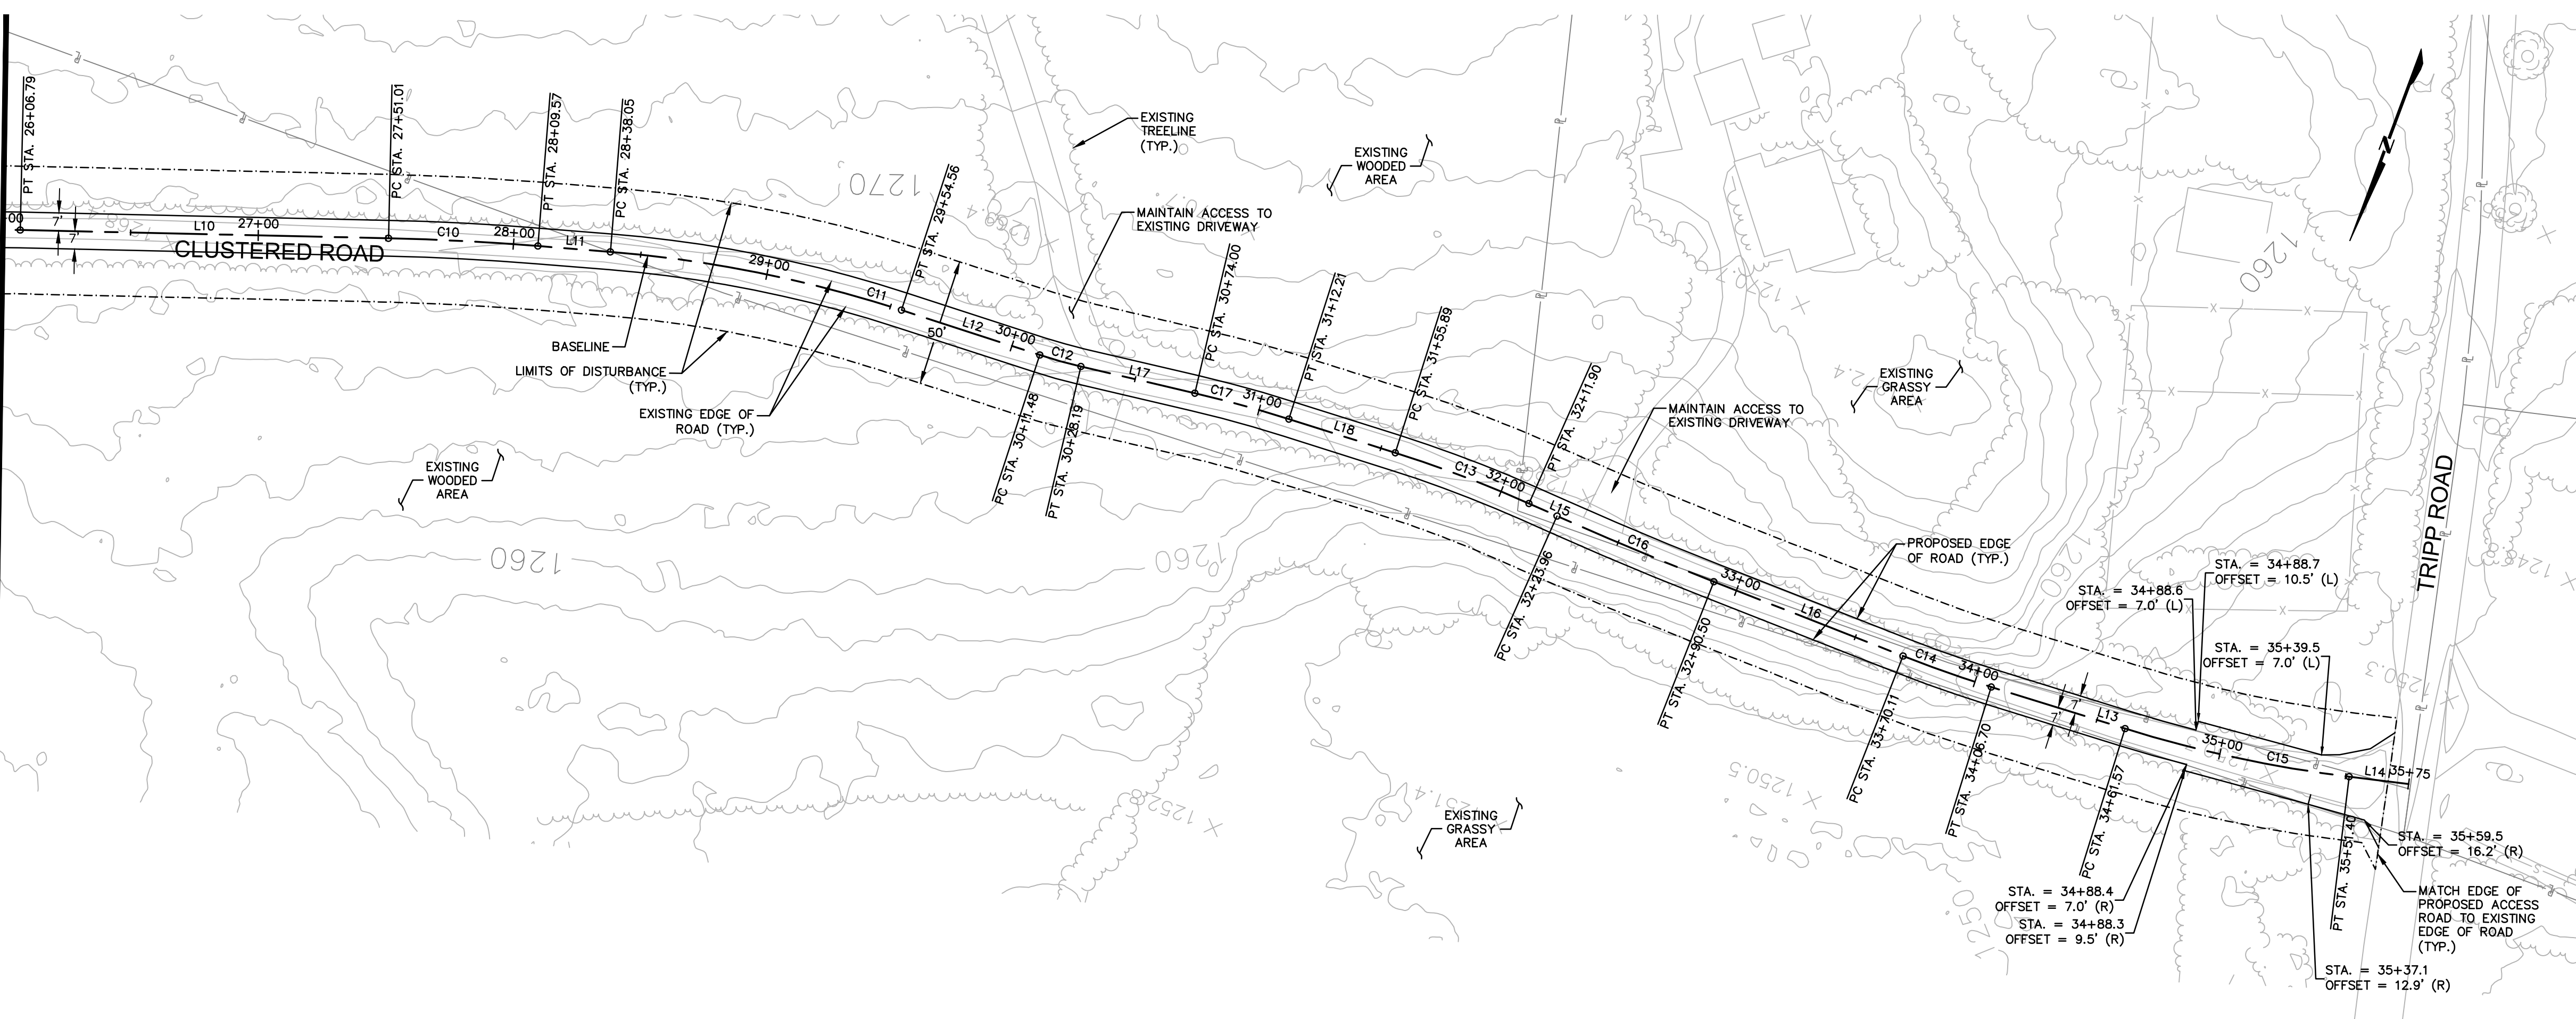 PT STA. 26+06.79
PC STA. 27+51.01
PT STA. 28+09.57
PC STA. 28+38.05
PT STA. 29+54.56
PC STA. 30+74.00
PT STA. 31+12.21
PC STA. 31+55.89
PT STA. 32+11.90
EXISTING
TREELINE
(TYP.)
EXISTING
WOODED
AREA
N
1270
1260
MAINTAIN ACCESS TO
EXISTING DRIVEWAY
00
7'
7'
L10
27+00
C10
28+00
L11
CLUSTERED ROAD
29+00
C11
L12
50'
30+00
C12
L17
C17
31+00
L18
C13
32+00
L15
C16
33+00
L16
C14
34+00
7'
7'
L13
35+00
C15
L14
35+75
BASELINE
LIMITS OF DISTURBANCE
(TYP.)
EXISTING EDGE OF
ROAD (TYP.)
EXISTING
GRASSY
AREA
MAINTAIN ACCESS TO
EXISTING DRIVEWAY
EXISTING
WOODED
AREA
PC STA. 30+11.48
PT STA. 30+28.19
PC STA. 32+23.96
PT STA. 32+90.50
PC STA. 33+70.11
PT STA. 34+06.70
PC STA. 34+61.57
PT STA. 35+51.40
1260
1260
1260
PROPOSED EDGE
OF ROAD (TYP.)
TRIPP ROAD
STA. = 34+88.7
OFFSET = 10.5' (L)
STA. = 34+88.6
OFFSET = 7.0' (L)
STA. = 35+39.5
OFFSET = 7.0' (L)
EXISTING
GRASSY
AREA
X 1250.5
X 1252.8
1250
STA. = 35+59.5
OFFSET = 16.2' (R)
STA. = 34+88.4
OFFSET = 7.0' (R)
STA. = 34+88.3
OFFSET = 9.5' (R)
MATCH EDGE OF
PROPOSED ACCESS
ROAD TO EXISTING
EDGE OF ROAD
(TYP.)
STA. = 35+37.1
OFFSET = 12.9' (R)